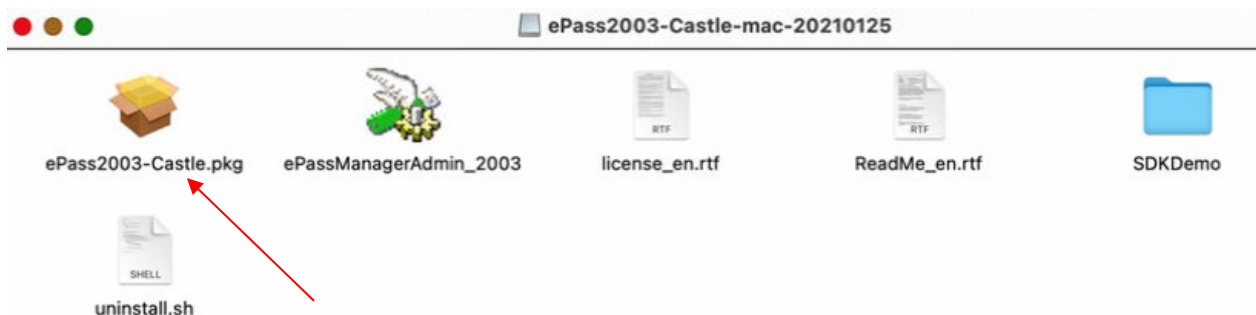 ePass2003-Castle-mac-20210125
ePass2003-Castle.pkg
ePassManagerAdmin_2003
RTF
license_en.rtf
RTF
ReadMe_en.rtf
SDKDemo
SHELL
uninstall.sh